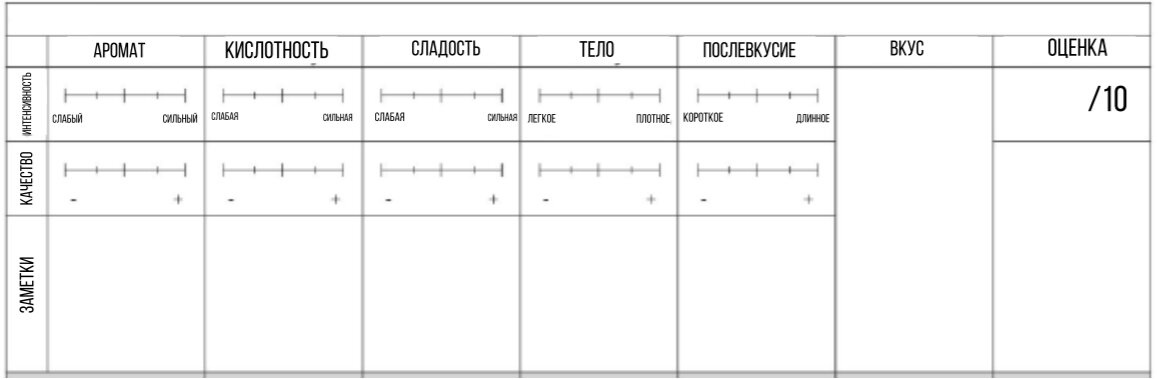 АРОМАТ КИСЛОТНОСТЬ СЛАДОСТЬ ТЕЛО ПОСЛЕВКУСИЕ ВКУС ОЦЕНКА
ИНТЕНСИВНОСТЬ
/10
СЛАБЫЙ СИЛЬНЫЙ СЛАБАЯ СИЛЬНАЯ СЛАБАЯ СИЛЬНАЯ ЛЕГКОЕ ПЛОТНОЕ КОРОТКОЕ ДЛИННОЕ
КАЧЕСТВО
- + - + - + - + - +
ЗАМЕТКИ